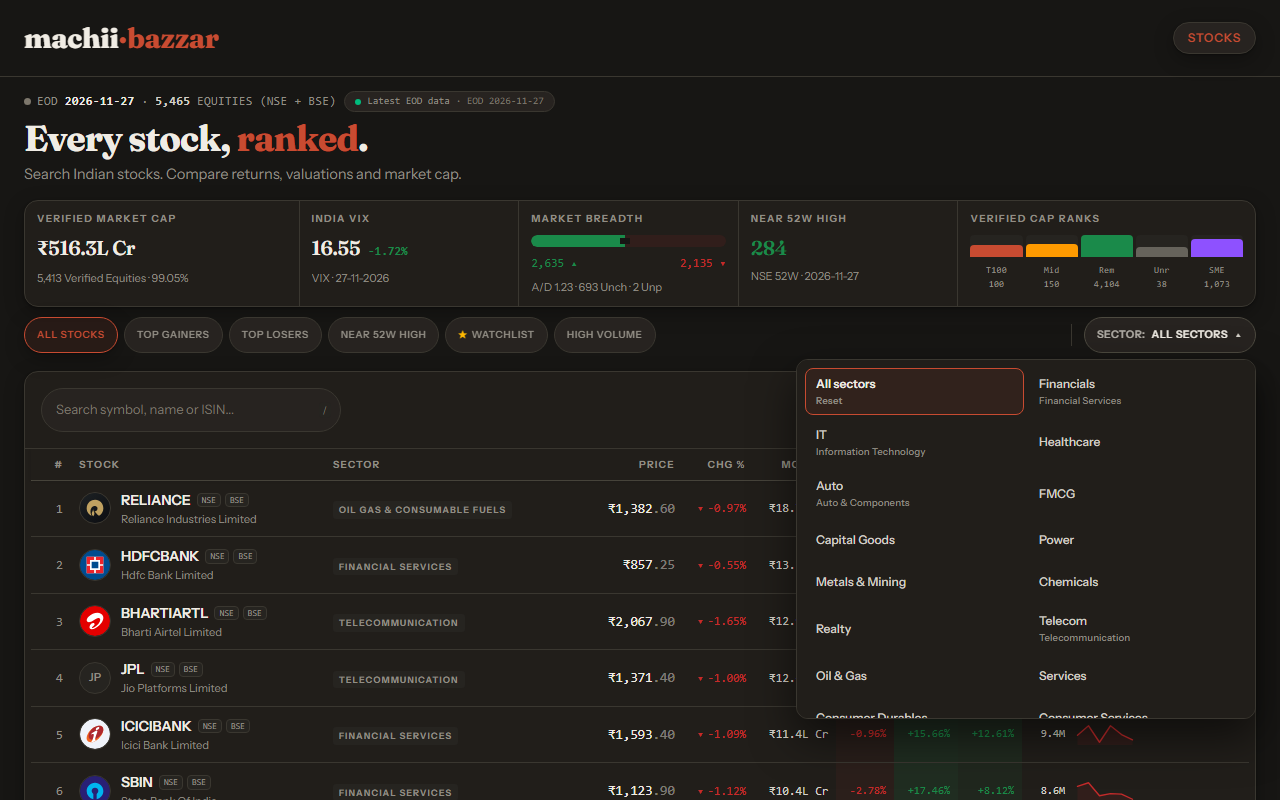 machii·bazzar
STOCKS
EOD 2026-11-27 · 5,465 EQUITIES (NSE + BSE)
Latest EOD data · EOD 2026-11-27
Every stock, ranked.
Search Indian stocks. Compare returns, valuations and market cap.
VERIFIED MARKET CAP
₹516.3L Cr
5,413 Verified Equities · 99.05%
INDIA VIX
16.55 -1.72%
VIX · 27-11-2026
MARKET BREADTH
2,635 ▲ 2,135 ▼
A/D 1.23 · 693 Unch · 2 Unp
NEAR 52W HIGH
284
NSE 52W · 2026-11-27
VERIFIED CAP RANKS
T100 Mid Rem Unr SME
100 150 4,104 38 1,073
ALL STOCKS TOP GAINERS TOP LOSERS NEAR 52W HIGH ★ WATCHLIST HIGH VOLUME
SECTOR: ALL SECTORS ▲
Search symbol, name or ISIN... /
All sectors
Reset
Financials
Financial Services
IT
Information Technology
Healthcare
Auto
Auto & Components
FMCG
Capital Goods
Power
Metals & Mining
Chemicals
Realty
Telecom
Telecommunication
Oil & Gas
Services
Consumer Durables
Consumer Services
# STOCK SECTOR PRICE CHG %
1 RELIANCE NSE BSE
Reliance Industries Limited
OIL GAS & CONSUMABLE FUELS ₹1,382.60 ▼ -0.97% ₹18.
2 HDFCBANK NSE BSE
Hdfc Bank Limited
FINANCIAL SERVICES ₹857.25 ▼ -0.55% ₹13.
3 BHARTIARTL NSE BSE
Bharti Airtel Limited
TELECOMMUNICATION ₹2,067.90 ▼ -1.65% ₹12.
4 JP JPL NSE BSE
Jio Platforms Limited
TELECOMMUNICATION ₹1,371.40 ▼ -1.00% ₹12.
5 ICICIBANK NSE BSE
Icici Bank Limited
FINANCIAL SERVICES ₹1,593.40 ▼ -1.09% ₹11.4L Cr -0.96% +15.66% +12.61% 9.4M
6 SBIN NSE BSE
State Bank Of India
FINANCIAL SERVICES ₹1,123.90 ▼ -1.12% ₹10.4L Cr -2.78% +17.46% +8.12% 8.6M